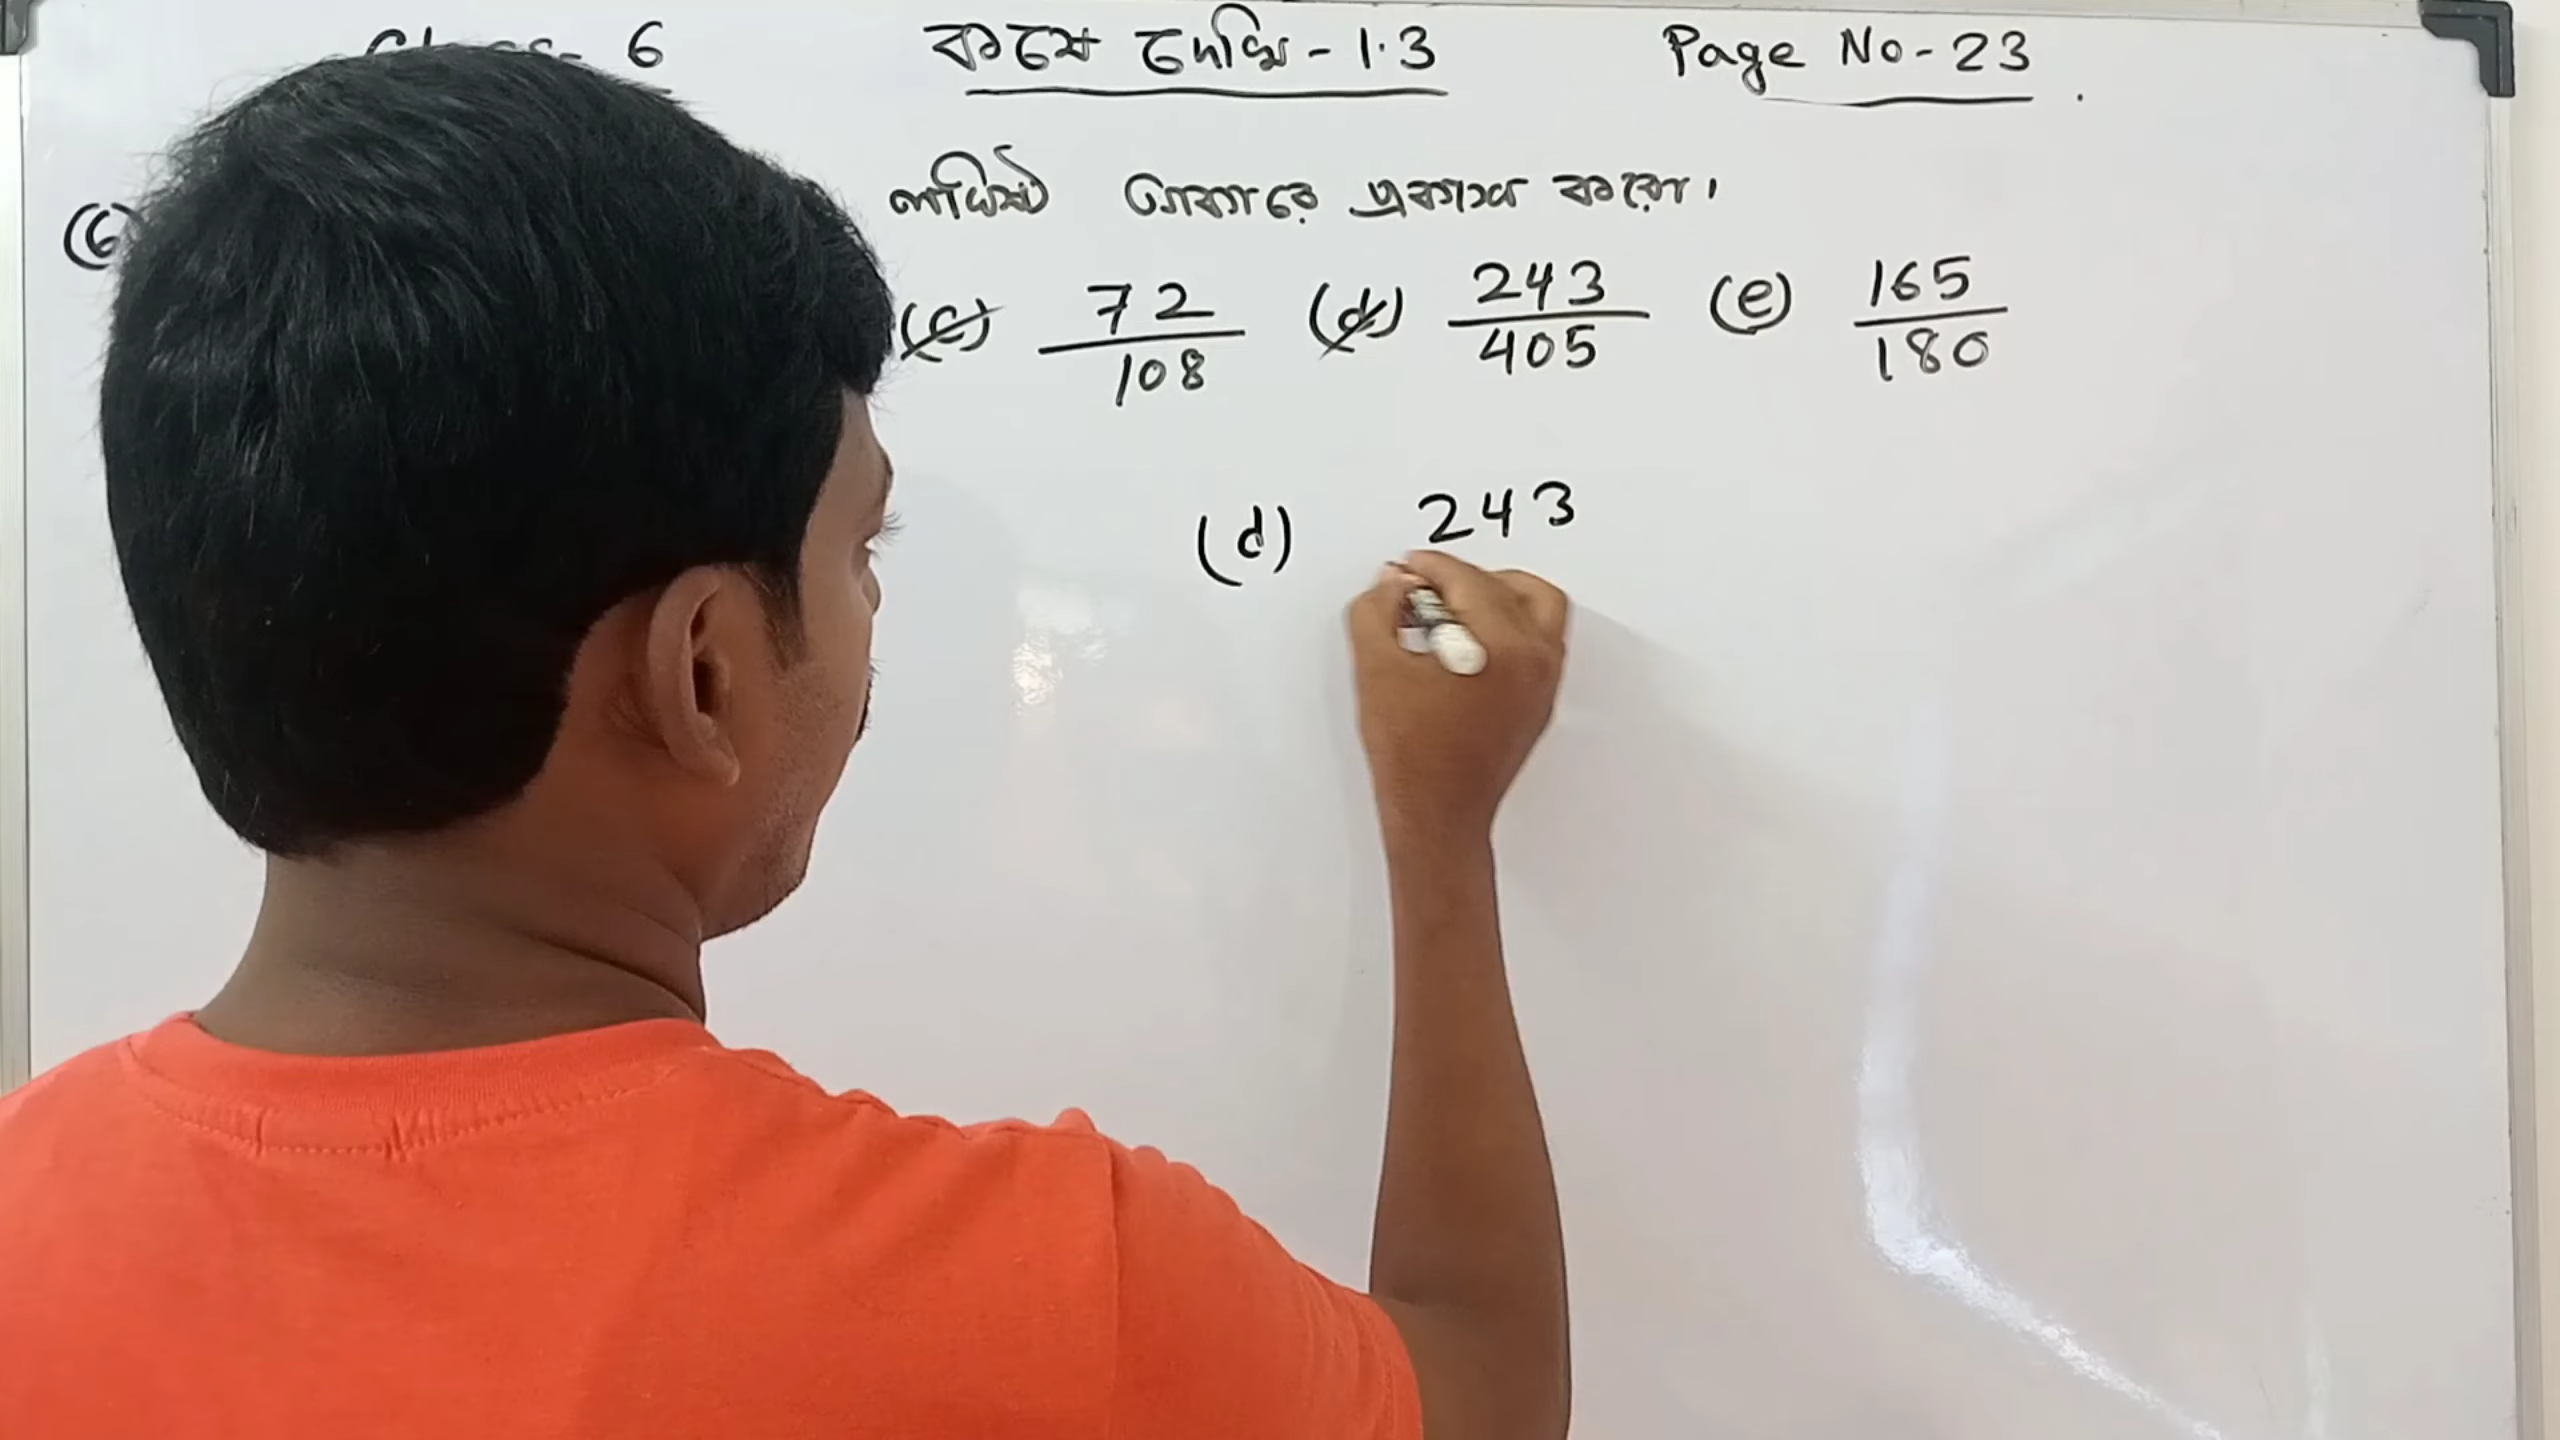 6 কষে দেখি - 1.3 Page No - 23 .
(6) লঘিষ্ঠ আকারে প্রকাশ করো।
(c) 72/108 (d) 243/405 (e) 165/180
(d) 243